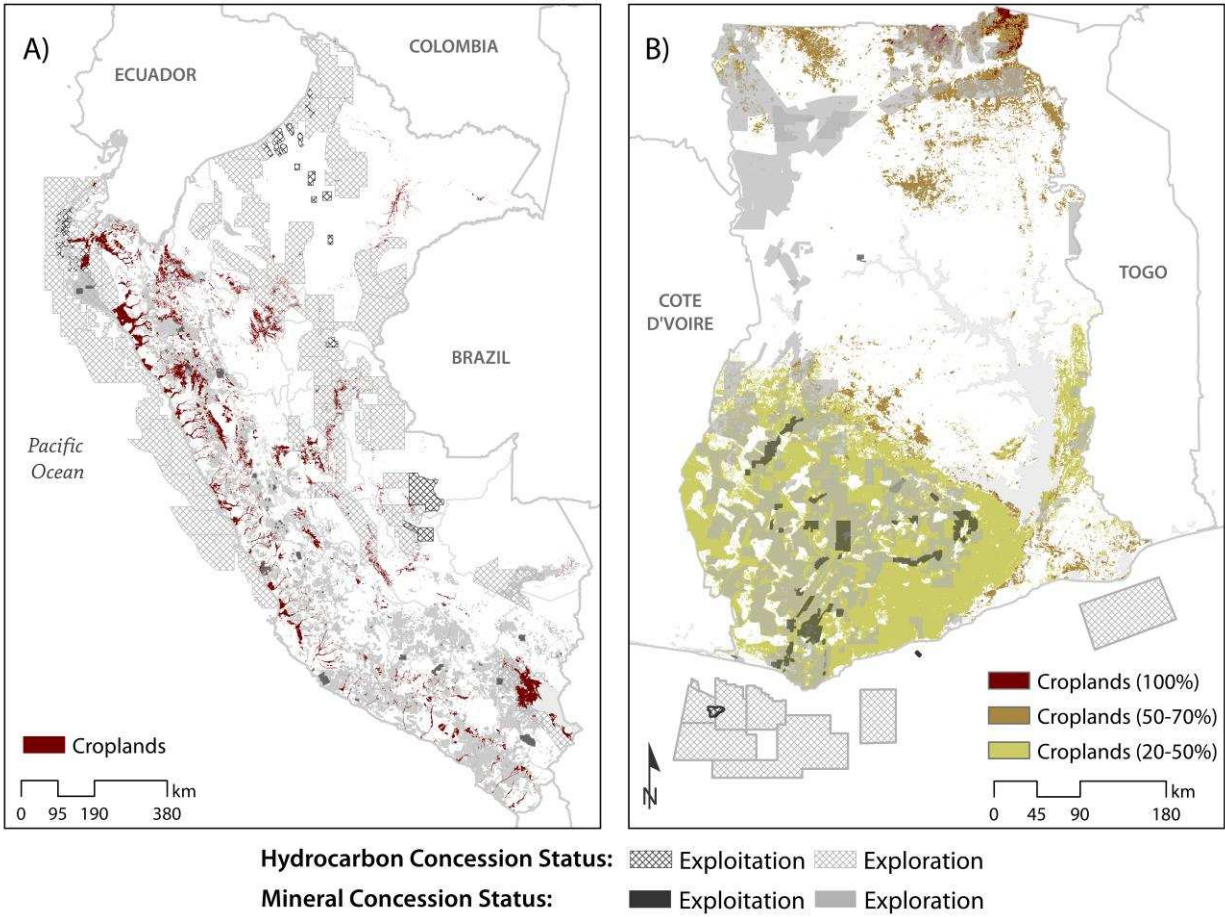 A)
COLOMBIA
ECUADOR
BRAZIL
Pacific
Ocean
Croplands
km
0 95 190 380
B)
COTE
D'VOIRE
TOGO
Croplands (100%)
Croplands (50-70%)
Croplands (20-50%)
N
km
0 45 90 180
Hydrocarbon Concession Status: Exploitation Exploration
Mineral Concession Status: Exploitation Exploration